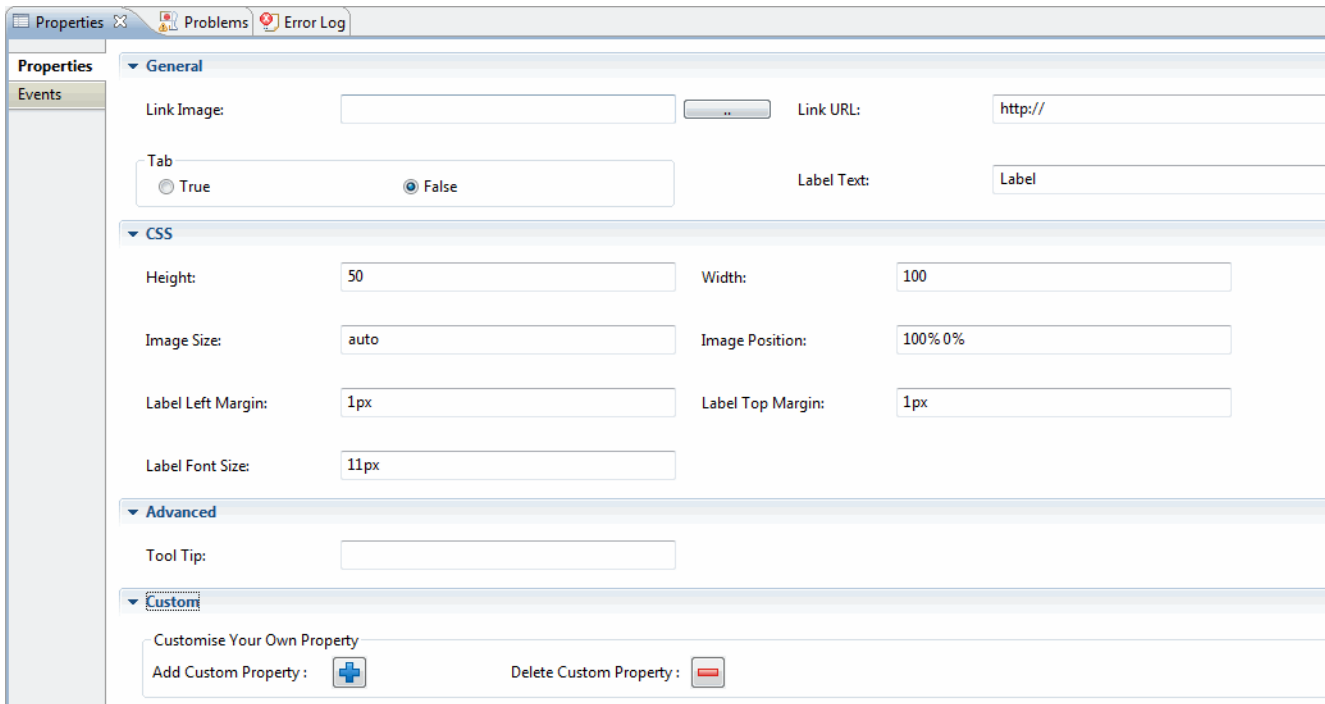 Properties Problems Error Log
Properties
Events
General
Link Image: .. Link URL: http://
Tab
True False
Label Text: Label
CSS
Height: 50 Width: 100
Image Size: auto Image Position: 100% 0%
Label Left Margin: 1px Label Top Margin: 1px
Label Font Size: 11px
Advanced
Tool Tip:
Custom
Customise Your Own Property
Add Custom Property : Delete Custom Property :